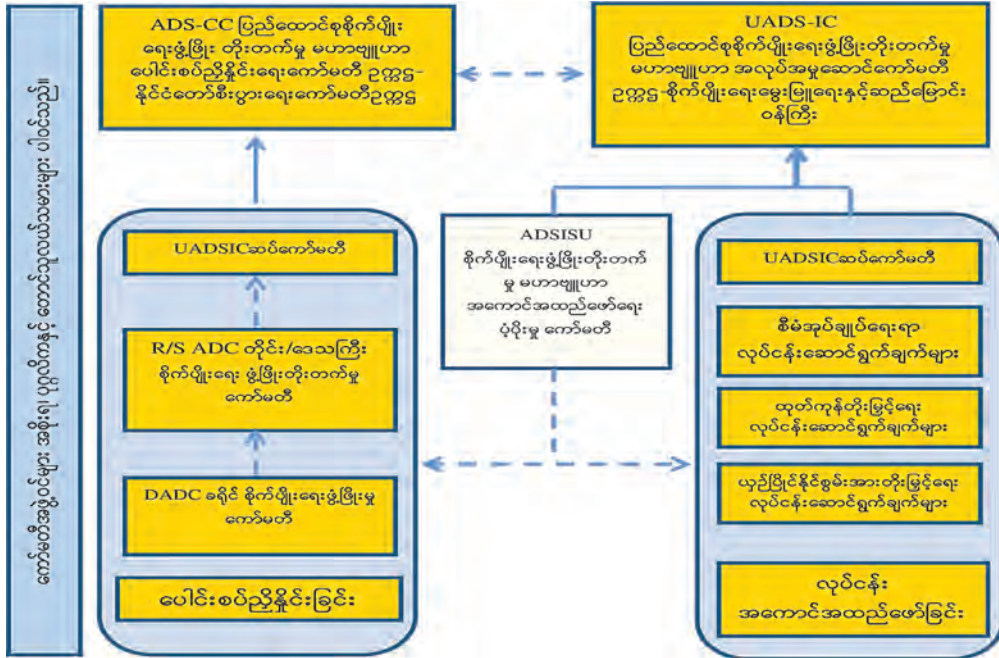 ADS-CC ပြည်ထောင်စုစိုက်ပျိုး
ရေးဖွံ့ဖြိုး တိုးတက်မှု မဟာဗျူဟာ
ပေါင်းစပ်ညှိနှိုင်းရေးကော်မတီ ဥက္ကဋ္ဌ-
နိုင်ငံတော်စီးပွားရေးကော်မတီဥက္ကဋ္ဌ
UADS-IC
ပြည်ထောင်စုစိုက်ပျိုးရေးဖွံ့ဖြိုးတိုးတက်မှု
မဟာဗျူဟာ အလုပ်အမှုဆောင်ကော်မတီ
ဥက္ကဋ္ဌ-စိုက်ပျိုးရေးမွေးမြူရေးနှင့်ဆည်မြောင်း
ဝန်ကြီး
UADSICဆပ်ကော်မတီ
R/S ADC တိုင်း/ဒေသကြီး
စိုက်ပျိုးရေး ဖွံ့ဖြိုးတိုးတက်မှု
ကော်မတီ
DADC ခရိုင် စိုက်ပျိုးရေးဖွံ့ဖြိုးမှု
ကော်မတီ
ပေါင်းစပ်ညှိနှိုင်းခြင်း
ADSISU
စိုက်ပျိုးရေးဖွံ့ဖြိုးတိုးတက်
မှု မဟာဗျူဟာ
အကောင်အထည်ဖော်ရေး
ပံ့ပိုးမှု ကော်မတီ
UADSICဆပ်ကော်မတီ
စီမံအုပ်ချုပ်ရေးရာ
လုပ်ငန်းဆောင်ရွက်ချက်များ
ထုတ်ကုန်တိုးမြှင့်ရေး
လုပ်ငန်းဆောင်ရွက်ချက်များ
ယှဉ်ပြိုင်နိုင်စွမ်းအားတိုးမြှင့်ရေး
လုပ်ငန်းဆောင်ရွက်ချက်များ
လုပ်ငန်း
အကောင်အထည်ဖော်ခြင်း